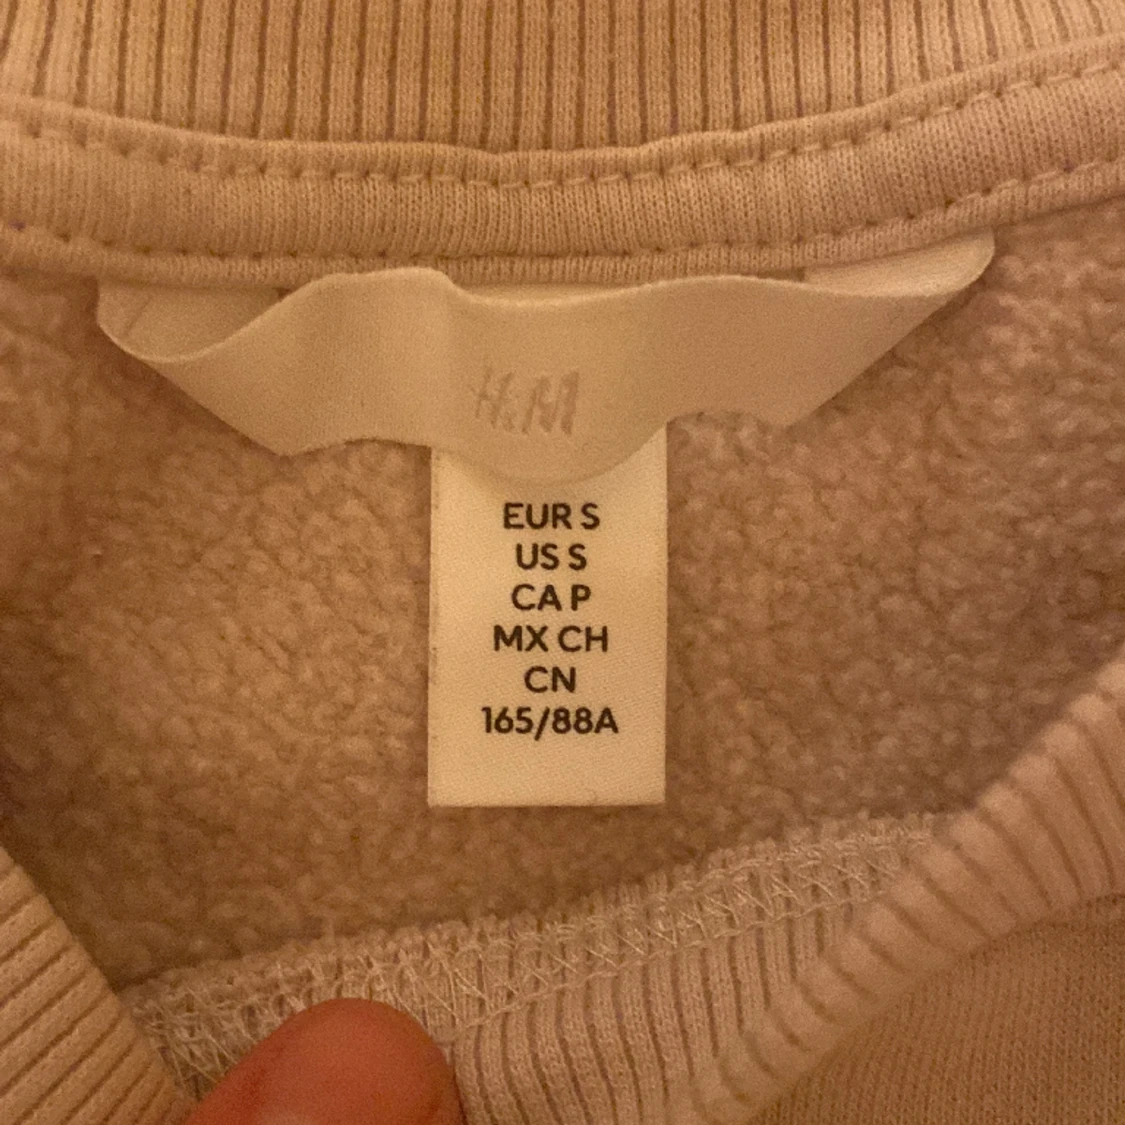 H&M
EUR S
US S
CA P
MX CH
CN
165/88A